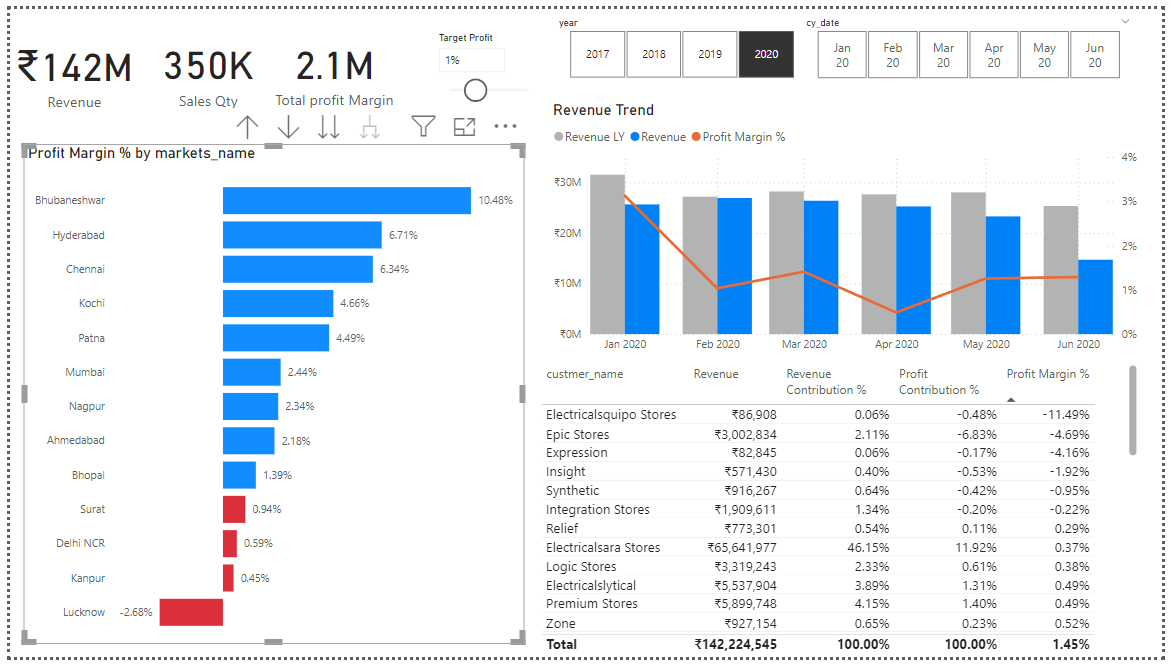 ₹142M
Revenue
350K
Sales Qty
2.1M
Total profit Margin
Target Profit
1%
year
2017 2018 2019 2020
cy_date
Jan 20
Feb 20
Mar 20
Apr 20
May 20
Jun 20
Profit Margin % by markets_name
Bhubaneshwar 10.48%
Hyderabad 6.71%
Chennai 6.34%
Kochi 4.66%
Patna 4.49%
Mumbai 2.44%
Nagpur 2.34%
Ahmedabad 2.18%
Bhopal 1.39%
Surat 0.94%
Delhi NCR 0.59%
Kanpur 0.45%
Lucknow -2.68%
Revenue Trend
Revenue LY Revenue Profit Margin %
₹30M
₹20M
₹10M
₹0M
4%
3%
2%
1%
0%
Jan 2020 Feb 2020 Mar 2020 Apr 2020 May 2020 Jun 2020
custmer_name Revenue Revenue Contribution % Profit Contribution % Profit Margin %
Electricalsquipo Stores ₹86,908 0.06% -0.48% -11.49%
Epic Stores ₹3,002,834 2.11% -6.83% -4.69%
Expression ₹82,845 0.06% -0.17% -4.16%
Insight ₹571,430 0.40% -0.53% -1.92%
Synthetic ₹916,267 0.64% -0.42% -0.95%
Integration Stores ₹1,909,611 1.34% -0.20% -0.22%
Relief ₹773,301 0.54% 0.11% 0.29%
Electricalsara Stores ₹65,641,977 46.15% 11.92% 0.37%
Logic Stores ₹3,319,243 2.33% 0.61% 0.38%
Electricalslytical ₹5,537,904 3.89% 1.31% 0.49%
Premium Stores ₹5,899,748 4.15% 1.40% 0.49%
Zone ₹927,154 0.65% 0.23% 0.52%
Total ₹142,224,545 100.00% 100.00% 1.45%